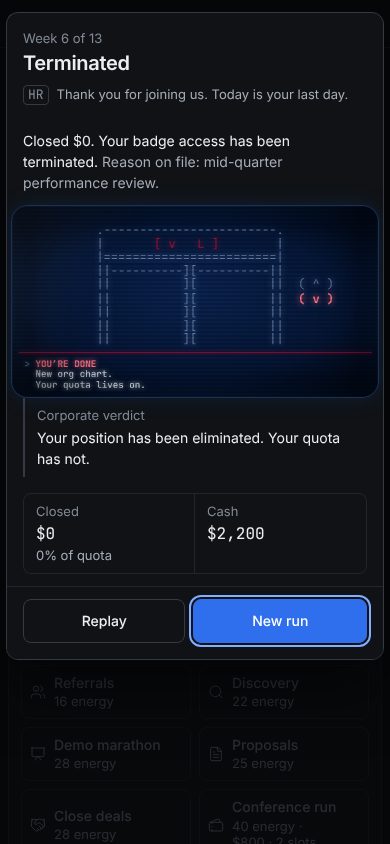 Week 6 of 13
Terminated
HR Thank you for joining us. Today is your last day.
Closed $0. Your badge access has been
terminated. Reason on file: mid-quarter
performance review.
[ v L ]
( ^ )
( v )
> YOU'RE DONE
New org chart.
Your quota lives on.
Corporate verdict
Your position has been eliminated. Your quota
has not.
Closed
$0
0% of quota
Cash
$2,200
Replay
New run
Referrals
16 energy
Discovery
22 energy
Demo marathon
28 energy
Proposals
25 energy
Close deals
28 energy
Conference run
40 energy ·
$800 · 2 slots